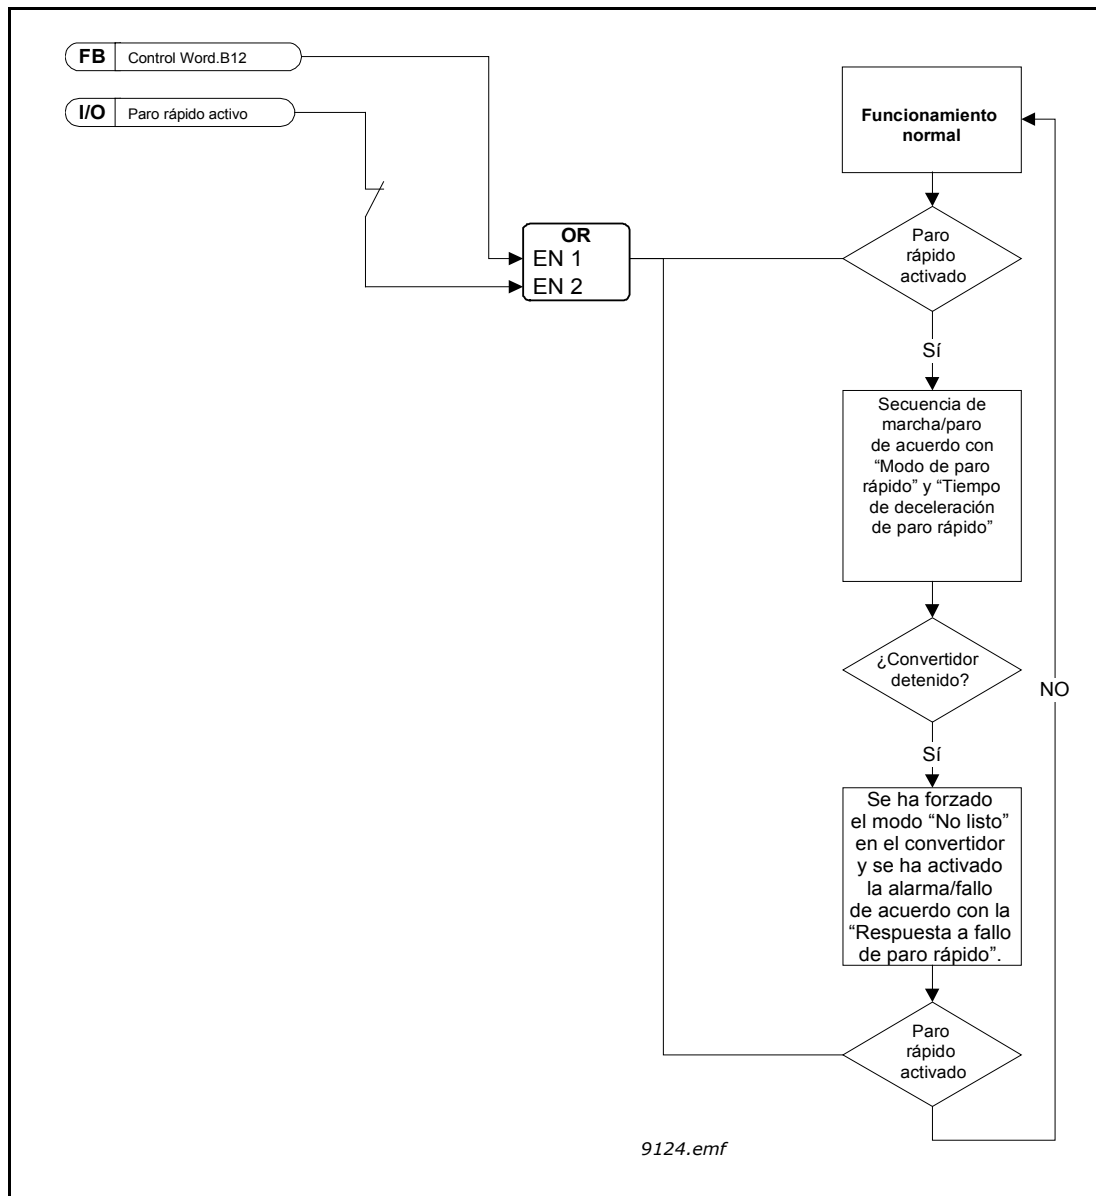 FB Control Word.B12
I/O Paro rápido activo
OR
EN 1
EN 2
Funcionamiento
normal
Paro
rápido
activado
Sí
Secuencia de
marcha/paro
de acuerdo con
“Modo de paro
rápido” y “Tiempo
de deceleración
de paro rápido”
¿Convertidor
detenido?
NO
Sí
Se ha forzado
el modo “No listo”
en el convertidor
y se ha activado
la alarma/fallo
de acuerdo con la
“Respuesta a fallo
de paro rápido”.
Paro
rápido
activado
9124.emf